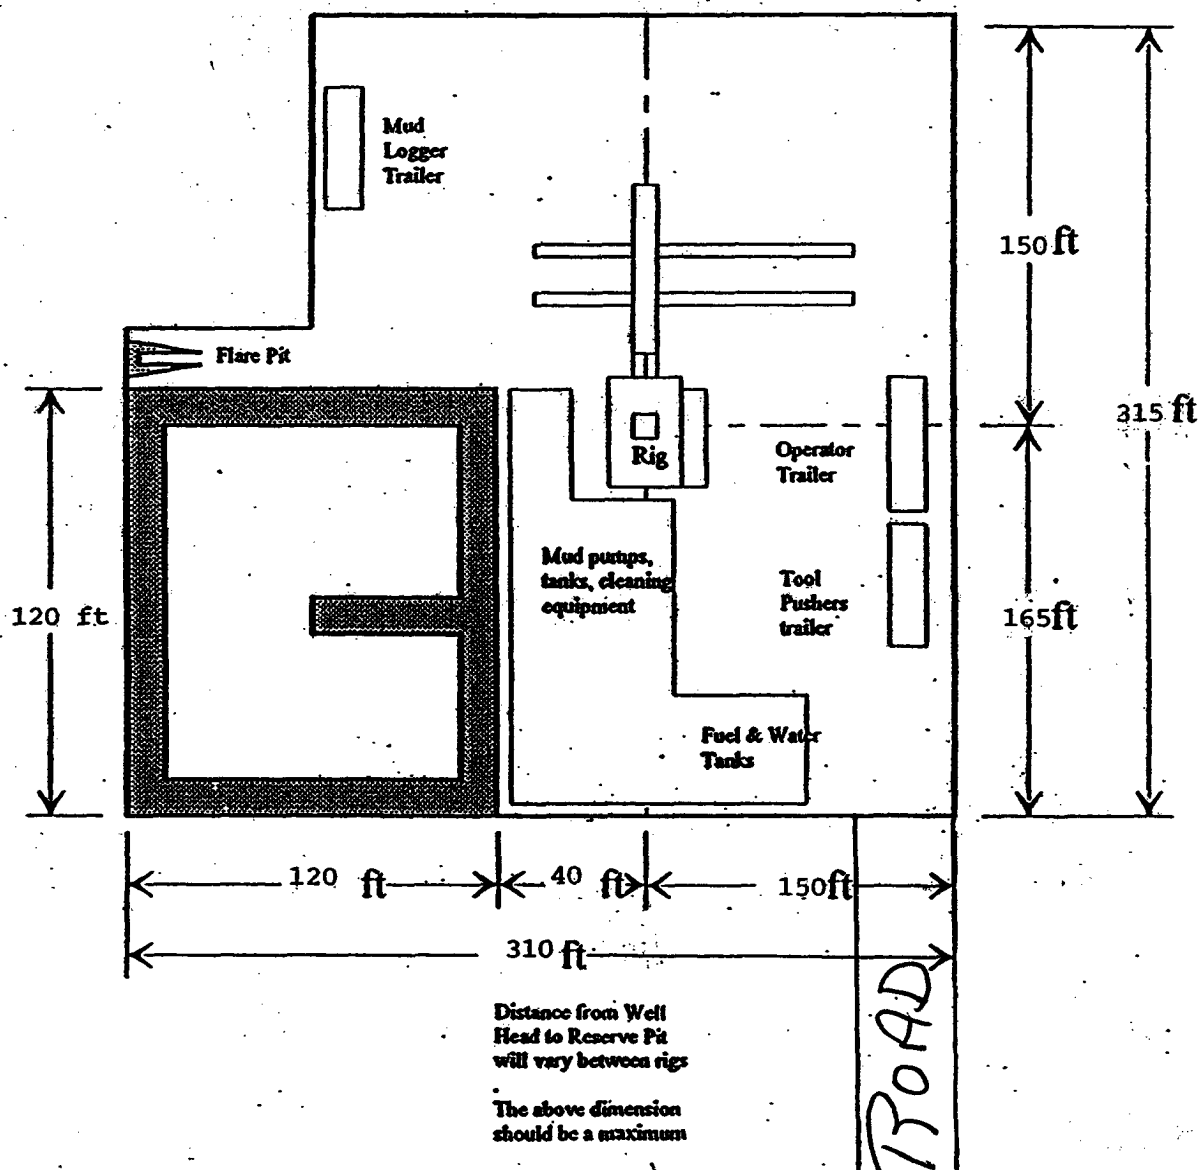 Mud
Logger
Trailer
150 ft
Flare Pit
315 ft
Rig
Operator
Trailer
Mud pumps,
tanks, cleaning
equipment
Tool
Pushers
trailer
120 ft
165ft
Fuel & Water
Tanks
120 ft
40 ft
150ft
310 ft
Distance from Well
Head to Reserve Pit
will vary between rigs
The above dimension
should be a maximum
ROAD